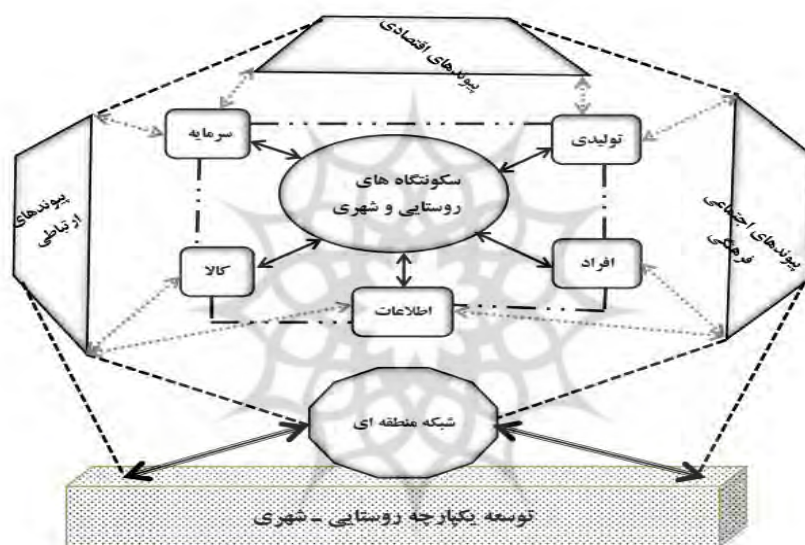 پیوندهای اقتصادی
سرمایه
تولیدی
سکونتگاه های
روستایی و شهری
پیوندهای
ارتباطی
پیوندهای اجتماعی
فرهنگی
کالا
افراد
اطلاعات
شبکه منطقه ای
توسعه یکپارچه روستایی ـ شهری